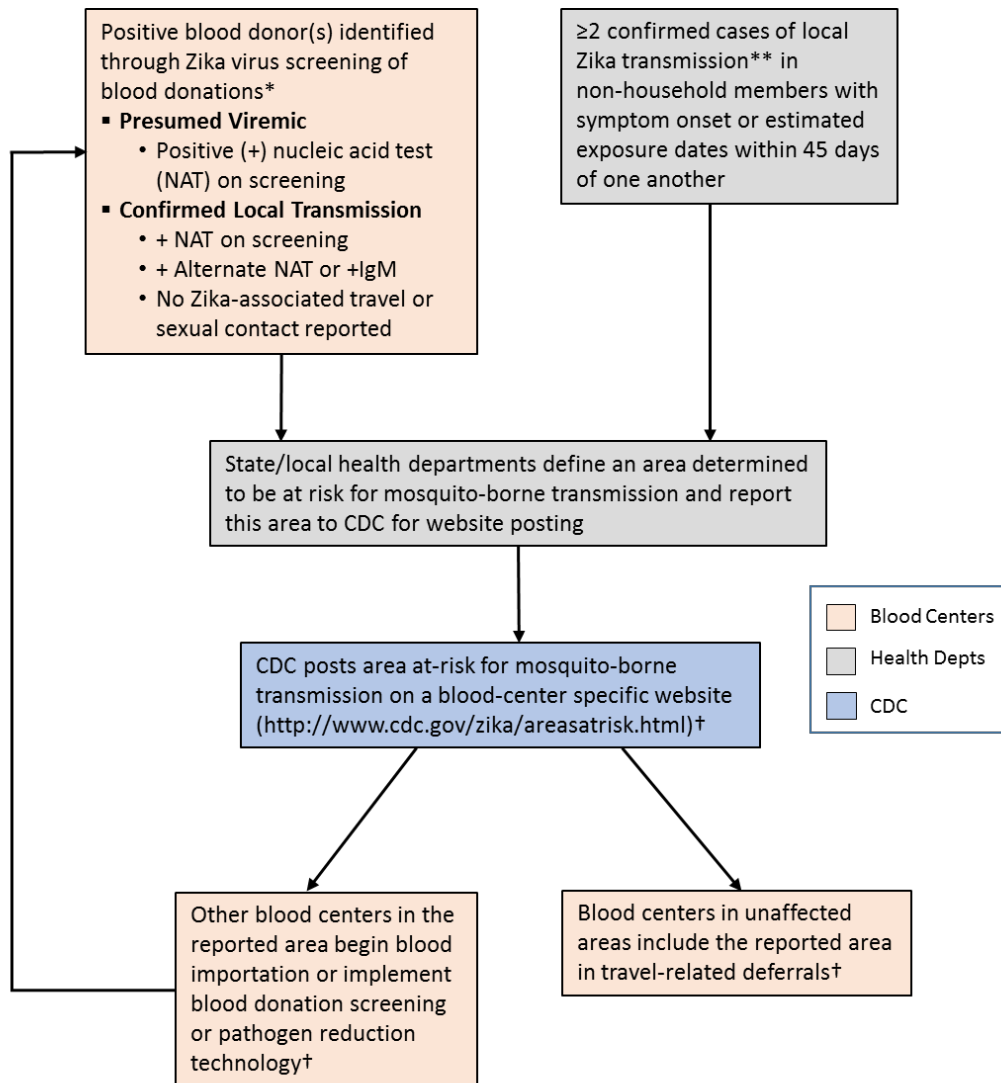 Positive blood donor(s) identified
through Zika virus screening of
blood donations*
▪ Presumed Viremic
• Positive (+) nucleic acid test
(NAT) on screening
▪ Confirmed Local Transmission
• + NAT on screening
• + Alternate NAT or +IgM
• No Zika-associated travel or
sexual contact reported
≥2 confirmed cases of local
Zika transmission** in
non-household members with
symptom onset or estimated
exposure dates within 45 days
of one another
State/local health departments define an area determined
to be at risk for mosquito-borne transmission and report
this area to CDC for website posting
Blood Centers
Health Depts
CDC
CDC posts area at-risk for mosquito-borne
transmission on a blood-center specific website
(http://www.cdc.gov/zika/areasatrisk.html)†
Other blood centers in the
reported area begin blood
importation or implement
blood donation screening
or pathogen reduction
technology†
Blood centers in unaffected
areas include the reported area
in travel-related deferrals†